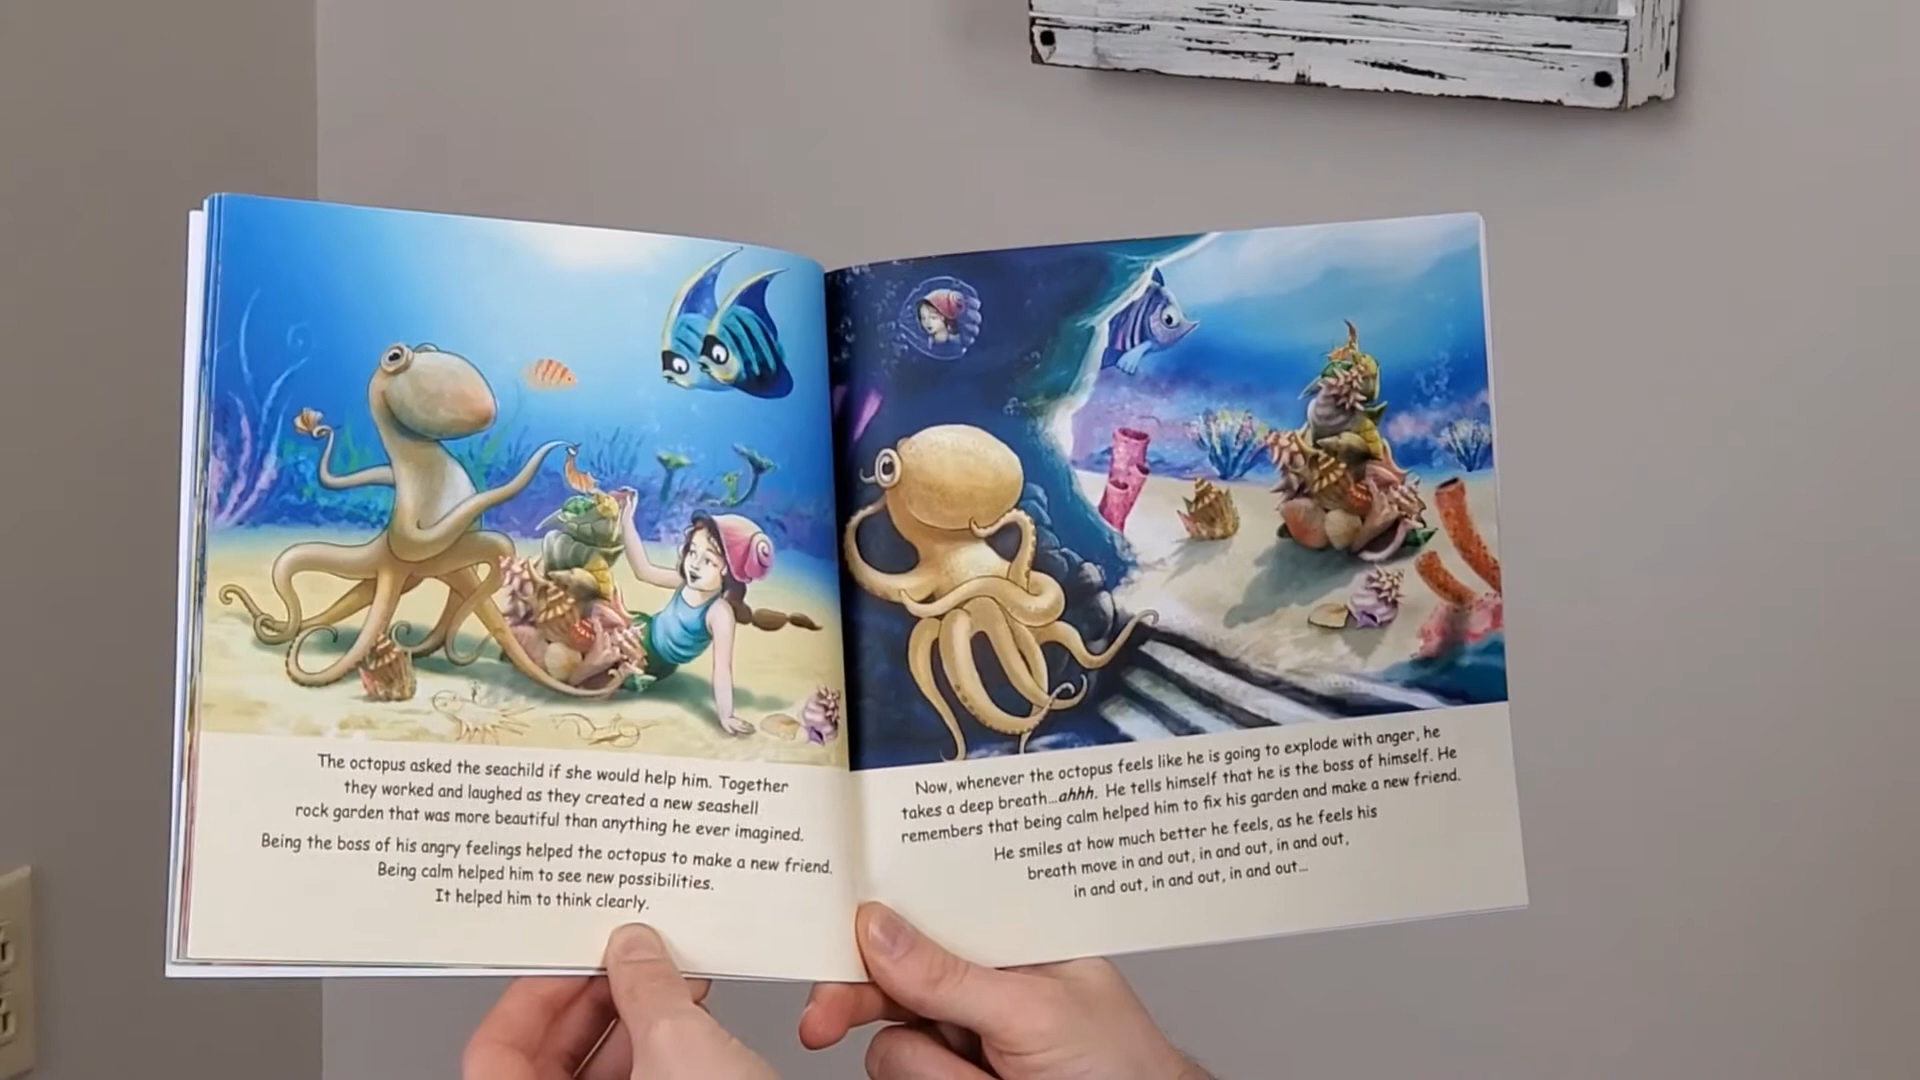 The octopus asked the seachild if she would help him. Together
they worked and laughed as they created a new seashell
rock garden that was more beautiful than anything he ever imagined.
Being the boss of his angry feelings helped the octopus to make a new friend.
Being calm helped him to see new possibilities.
It helped him to think clearly.
Now, whenever the octopus feels like he is going to explode with anger, he
takes a deep breath...ahhh. He tells himself that he is the boss of himself. He
remembers that being calm helped him to fix his garden and make a new friend.
He smiles at how much better he feels, as he feels his
breath move in and out, in and out, in and out,
in and out, in and out, in and out...